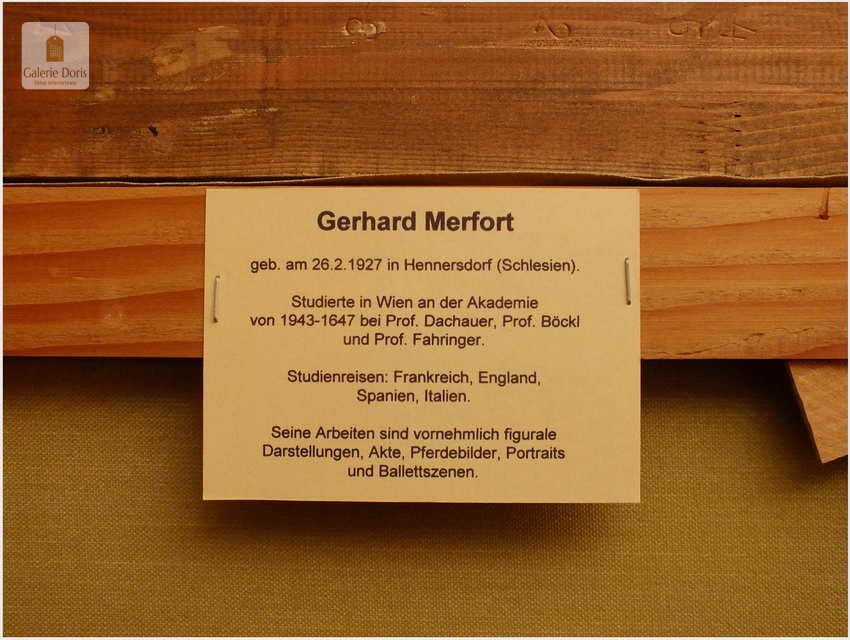 Galerie Doris
Gerhard Merfort
geb. am 26.2.1927 in Hennersdorf (Schlesien).
Studierte in Wien an der Akademie
von 1943-1647 bei Prof. Dachauer, Prof. Böckl
und Prof. Fahringer.
Studienreisen: Frankreich, England,
Spanien, Italien.
Seine Arbeiten sind vornehmlich figurale
Darstellungen, Akte, Pferdebilder, Portraits
und Ballettszenen.